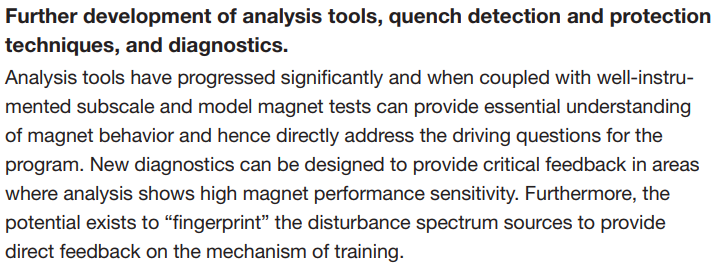 Further development of analysis tools, quench detection and protection
techniques, and diagnostics.
Analysis tools have progressed significantly and when coupled with well-instru-
mented subscale and model magnet tests can provide essential understanding
of magnet behavior and hence directly address the driving questions for the
program. New diagnostics can be designed to provide critical feedback in areas
where analysis shows high magnet performance sensitivity. Furthermore, the
potential exists to “fingerprint” the disturbance spectrum sources to provide
direct feedback on the mechanism of training.